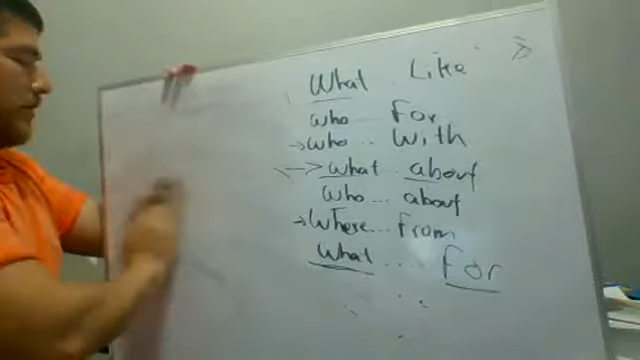 What Like ?
who for
→ who .. with
--> what about
who ... about
→ Where... from
what .... for